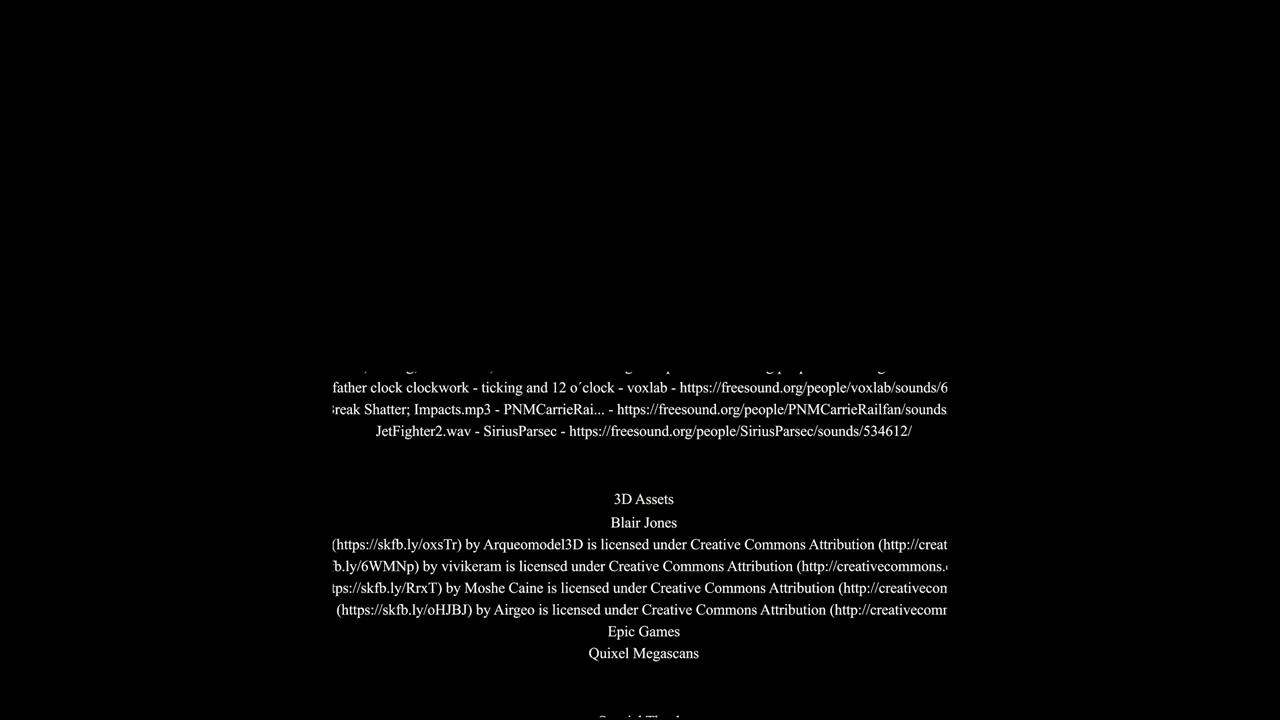 father clock clockwork - ticking and 12 o´clock - voxlab - https://freesound.org/people/voxlab/sounds/6
reak Shatter; Impacts.mp3 - PNMCarrieRai... - https://freesound.org/people/PNMCarrieRailfan/sounds
JetFighter2.wav - SiriusParsec - https://freesound.org/people/SiriusParsec/sounds/534612/
3D Assets
Blair Jones
(https://skfb.ly/oxsTr) by Arqueomodel3D is licensed under Creative Commons Attribution (http://creat
b.ly/6WMNp) by vivikeram is licensed under Creative Commons Attribution (http://creativecommons.
tps://skfb.ly/RrxT) by Moshe Caine is licensed under Creative Commons Attribution (http://creativecon
(https://skfb.ly/oHJBJ) by Airgeo is licensed under Creative Commons Attribution (http://creativecomm
Epic Games
Quixel Megascans